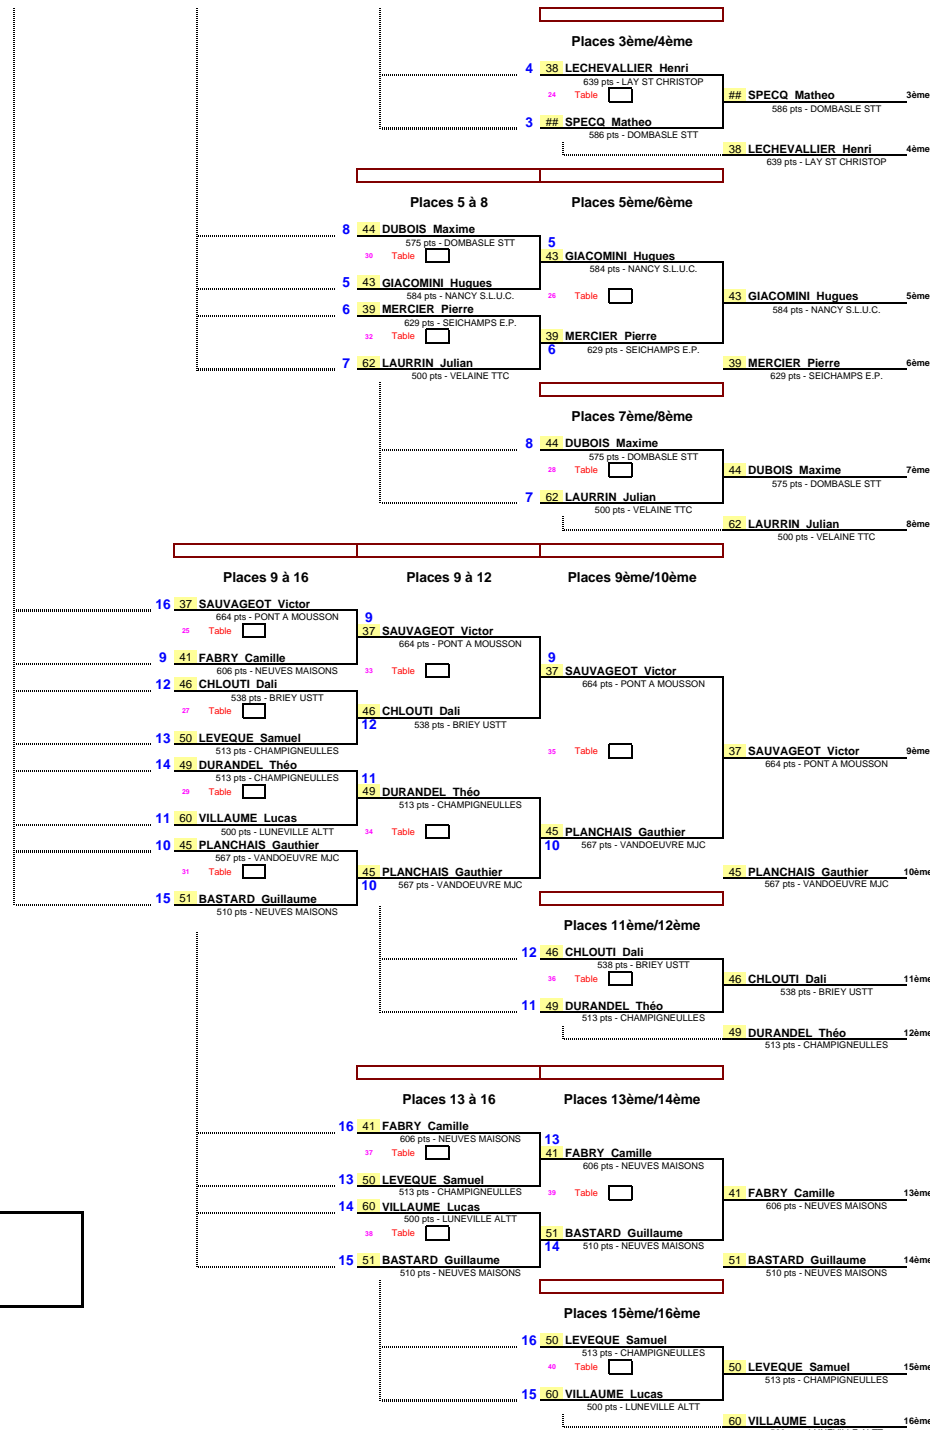 Places 3ème/4ème
4 38 LECHEVALLIER Henri
639 pts - LAY ST CHRISTOP
24 Table
## SPECQ Matheo 3ème
586 pts - DOMBASLE STT
3 ## SPECQ Matheo
586 pts - DOMBASLE STT
38 LECHEVALLIER Henri 4ème
639 pts - LAY ST CHRISTOP
Places 5 à 8 Places 5ème/6ème
8 44 DUBOIS Maxime
575 pts - DOMBASLE STT
5
30 Table
43 GIACOMINI Hugues
584 pts - NANCY S.L.U.C.
5 43 GIACOMINI Hugues
584 pts - NANCY S.L.U.C.
26 Table
43 GIACOMINI Hugues 5ème
584 pts - NANCY S.L.U.C.
6 39 MERCIER Pierre
629 pts - SEICHAMPS E.P.
32 Table
39 MERCIER Pierre
6 629 pts - SEICHAMPS E.P.
7 62 LAURRIN Julian
500 pts - VELAINE TTC
39 MERCIER Pierre 6ème
629 pts - SEICHAMPS E.P.
Places 7ème/8ème
8 44 DUBOIS Maxime
575 pts - DOMBASLE STT
28 Table
44 DUBOIS Maxime 7ème
575 pts - DOMBASLE STT
7 62 LAURRIN Julian
500 pts - VELAINE TTC
62 LAURRIN Julian 8ème
500 pts - VELAINE TTC
Places 9 à 16 Places 9 à 12 Places 9ème/10ème
16 37 SAUVAGEOT Victor
664 pts - PONT A MOUSSON
9
25 Table
37 SAUVAGEOT Victor
664 pts - PONT A MOUSSON
9 41 FABRY Camille
606 pts - NEUVES MAISONS
9
33 Table
37 SAUVAGEOT Victor
664 pts - PONT A MOUSSON
12 46 CHLOUTI Dali
538 pts - BRIEY USTT
27 Table
46 CHLOUTI Dali
12 538 pts - BRIEY USTT
13 50 LEVEQUE Samuel
513 pts - CHAMPIGNEULLES
35 Table
37 SAUVAGEOT Victor 9ème
664 pts - PONT A MOUSSON
14 49 DURANDEL Théo
513 pts - CHAMPIGNEULLES
11
29 Table
49 DURANDEL Théo
513 pts - CHAMPIGNEULLES
11 60 VILLAUME Lucas
500 pts - LUNEVILLE ALTT
34 Table
45 PLANCHAIS Gauthier
10 567 pts - VANDOEUVRE MJC
10 45 PLANCHAIS Gauthier
567 pts - VANDOEUVRE MJC
31 Table
45 PLANCHAIS Gauthier
10 567 pts - VANDOEUVRE MJC
45 PLANCHAIS Gauthier 10ème
567 pts - VANDOEUVRE MJC
15 51 BASTARD Guillaume
510 pts - NEUVES MAISONS
Places 11ème/12ème
12 46 CHLOUTI Dali
538 pts - BRIEY USTT
36 Table
46 CHLOUTI Dali 11ème
538 pts - BRIEY USTT
11 49 DURANDEL Théo
513 pts - CHAMPIGNEULLES
49 DURANDEL Théo 12ème
513 pts - CHAMPIGNEULLES
Places 13 à 16 Places 13ème/14ème
16 41 FABRY Camille
606 pts - NEUVES MAISONS
13
37 Table
41 FABRY Camille
606 pts - NEUVES MAISONS
13 50 LEVEQUE Samuel
513 pts - CHAMPIGNEULLES
39 Table
41 FABRY Camille 13ème
606 pts - NEUVES MAISONS
14 60 VILLAUME Lucas
500 pts - LUNEVILLE ALTT
38 Table
51 BASTARD Guillaume
14 510 pts - NEUVES MAISONS
15 51 BASTARD Guillaume
510 pts - NEUVES MAISONS
51 BASTARD Guillaume 14ème
510 pts - NEUVES MAISONS
Places 15ème/16ème
16 50 LEVEQUE Samuel
513 pts - CHAMPIGNEULLES
40 Table
50 LEVEQUE Samuel 15ème
513 pts - CHAMPIGNEULLES
15 60 VILLAUME Lucas
500 pts - LUNEVILLE ALTT
60 VILLAUME Lucas 16ème